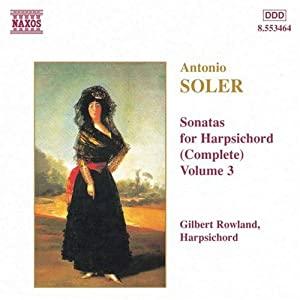 NAXOS
DDD
8.553464
Antonio
SOLER
Sonatas
for Harpsichord
(Complete)
Volume 3
Gilbert Rowland,
Harpsichord